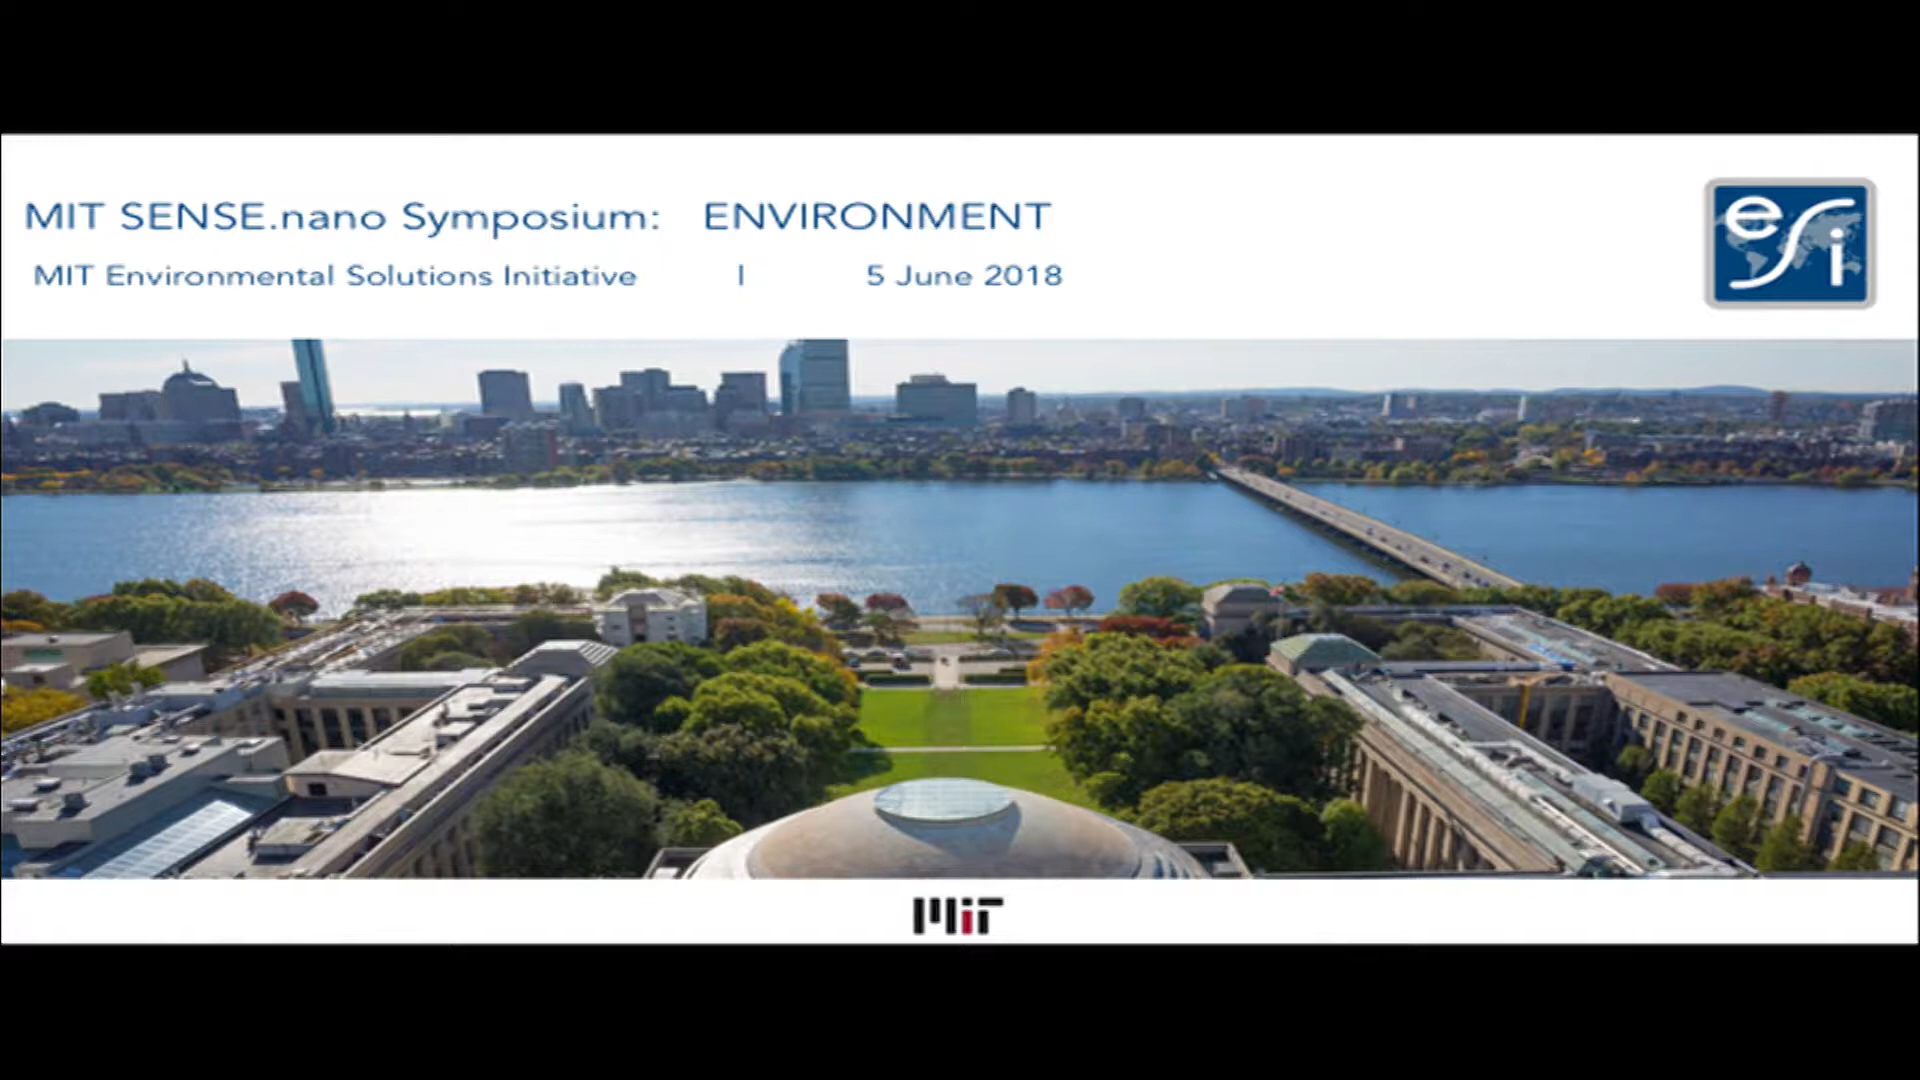 MIT SENSE.nano Symposium: ENVIRONMENT
MIT Environmental Solutions Initiative | 5 June 2018
esi
MIT